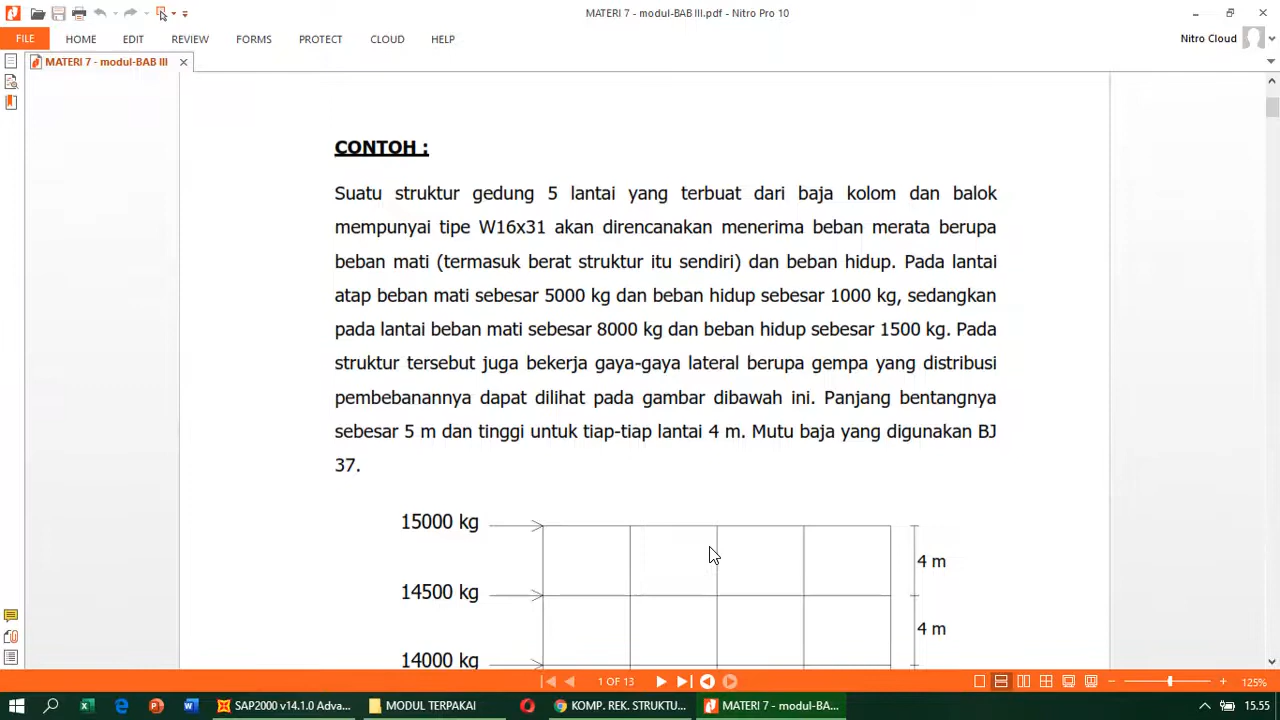 MATERI 7 - modul-BAB III.pdf - Nitro Pro 10
FILE HOME EDIT REVIEW FORMS PROTECT CLOUD HELP Nitro Cloud
MATERI 7 - modul-BAB III
CONTOH :
Suatu struktur gedung 5 lantai yang terbuat dari baja kolom dan balok
mempunyai tipe W16x31 akan direncanakan menerima beban merata berupa
beban mati (termasuk berat struktur itu sendiri) dan beban hidup. Pada lantai
atap beban mati sebesar 5000 kg dan beban hidup sebesar 1000 kg, sedangkan
pada lantai beban mati sebesar 8000 kg dan beban hidup sebesar 1500 kg. Pada
struktur tersebut juga bekerja gaya-gaya lateral berupa gempa yang distribusi
pembebanannya dapat dilihat pada gambar dibawah ini. Panjang bentangnya
sebesar 5 m dan tinggi untuk tiap-tiap lantai 4 m. Mutu baja yang digunakan BJ
37.
15000 kg
4 m
14500 kg
4 m
14000 kg
1 OF 13 125%
SAP2000 v14.1.0 Adva... MODUL TERPAKAI KOMP. REK. STRUKTU... MATERI 7 - modul-BA... 15.55